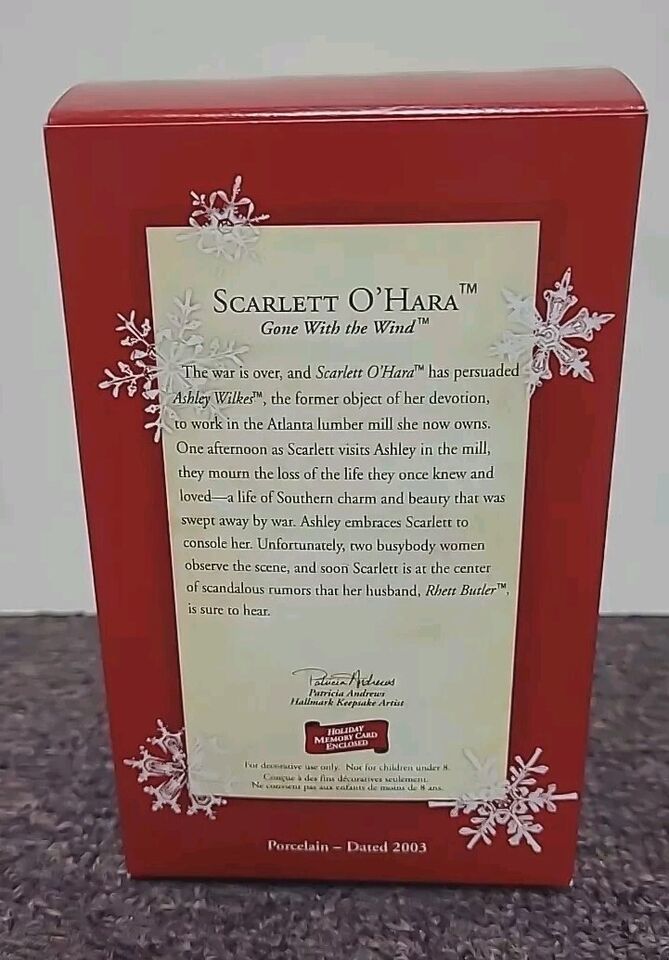 SCARLETT O'HARA™
Gone With the Wind™
The war is over, and Scarlett O'Hara™ has persuaded
Ashley Wilkes™, the former object of her devotion,
to work in the Atlanta lumber mill she now owns.
One afternoon as Scarlett visits Ashley in the mill,
they mourn the loss of the life they once knew and
loved—a life of Southern charm and beauty that was
swept away by war. Ashley embraces Scarlett to
console her. Unfortunately, two busybody women
observe the scene, and soon Scarlett is at the center
of scandalous rumors that her husband, Rhett Butler™,
is sure to hear.
Patricia Andrews
Patricia Andrews
Hallmark Keepsake Artist
HOLIDAY
MEMORY CARD
ENCLOSED
For decorative use only. Not for children under 8.
Conçue à des fins décoratives seulement.
Ne convient pas aux enfants de moins de 8 ans.
Porcelain – Dated 2003